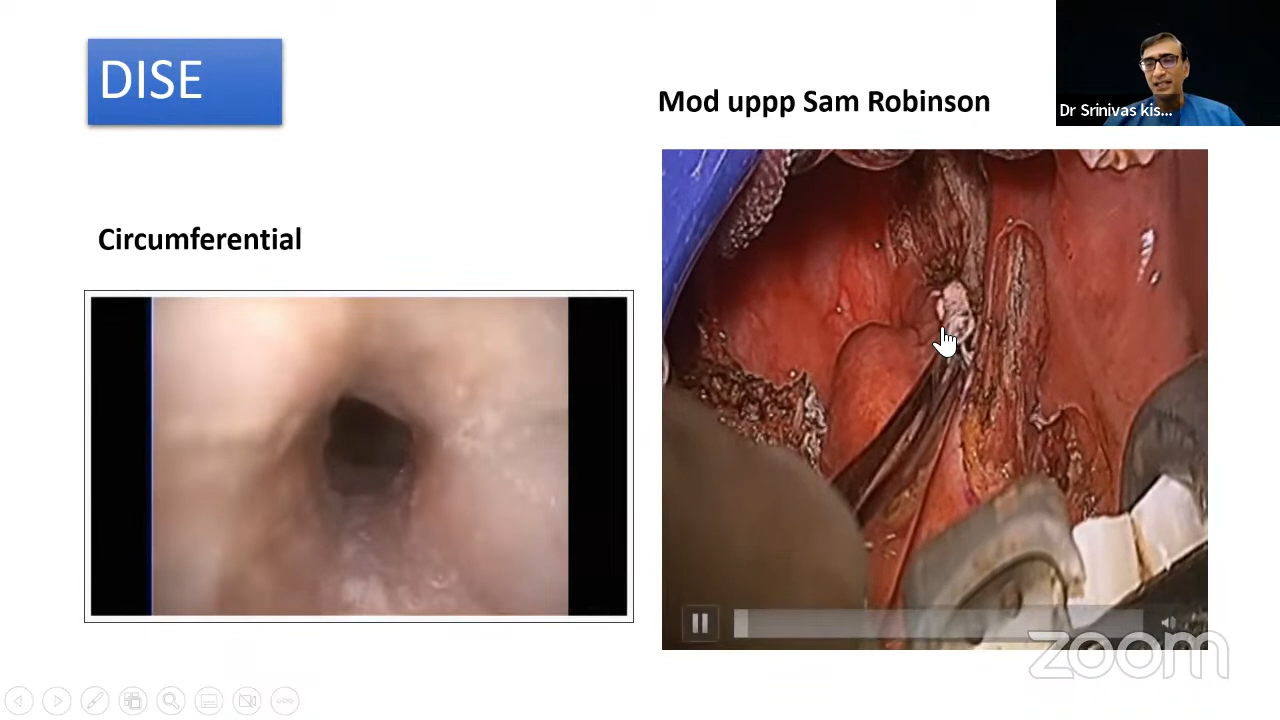 DISE
Mod uppp Sam Robinson
Dr Srinivas kis...
Circumferential
zoom